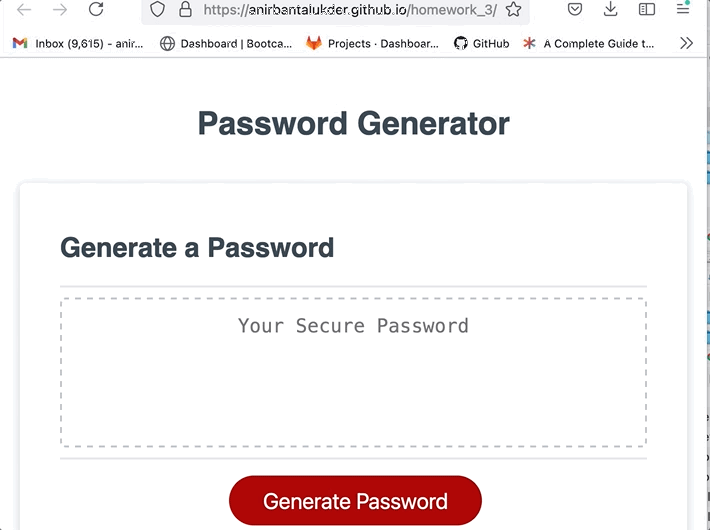 https://anirbantalukder.github.io/homework_3/
Inbox (9,615) – anir... Dashboard | Bootca... Projects · Dashboar... GitHub A Complete Guide to...
Password Generator
Generate a Password
Your Secure Password
Generate Password